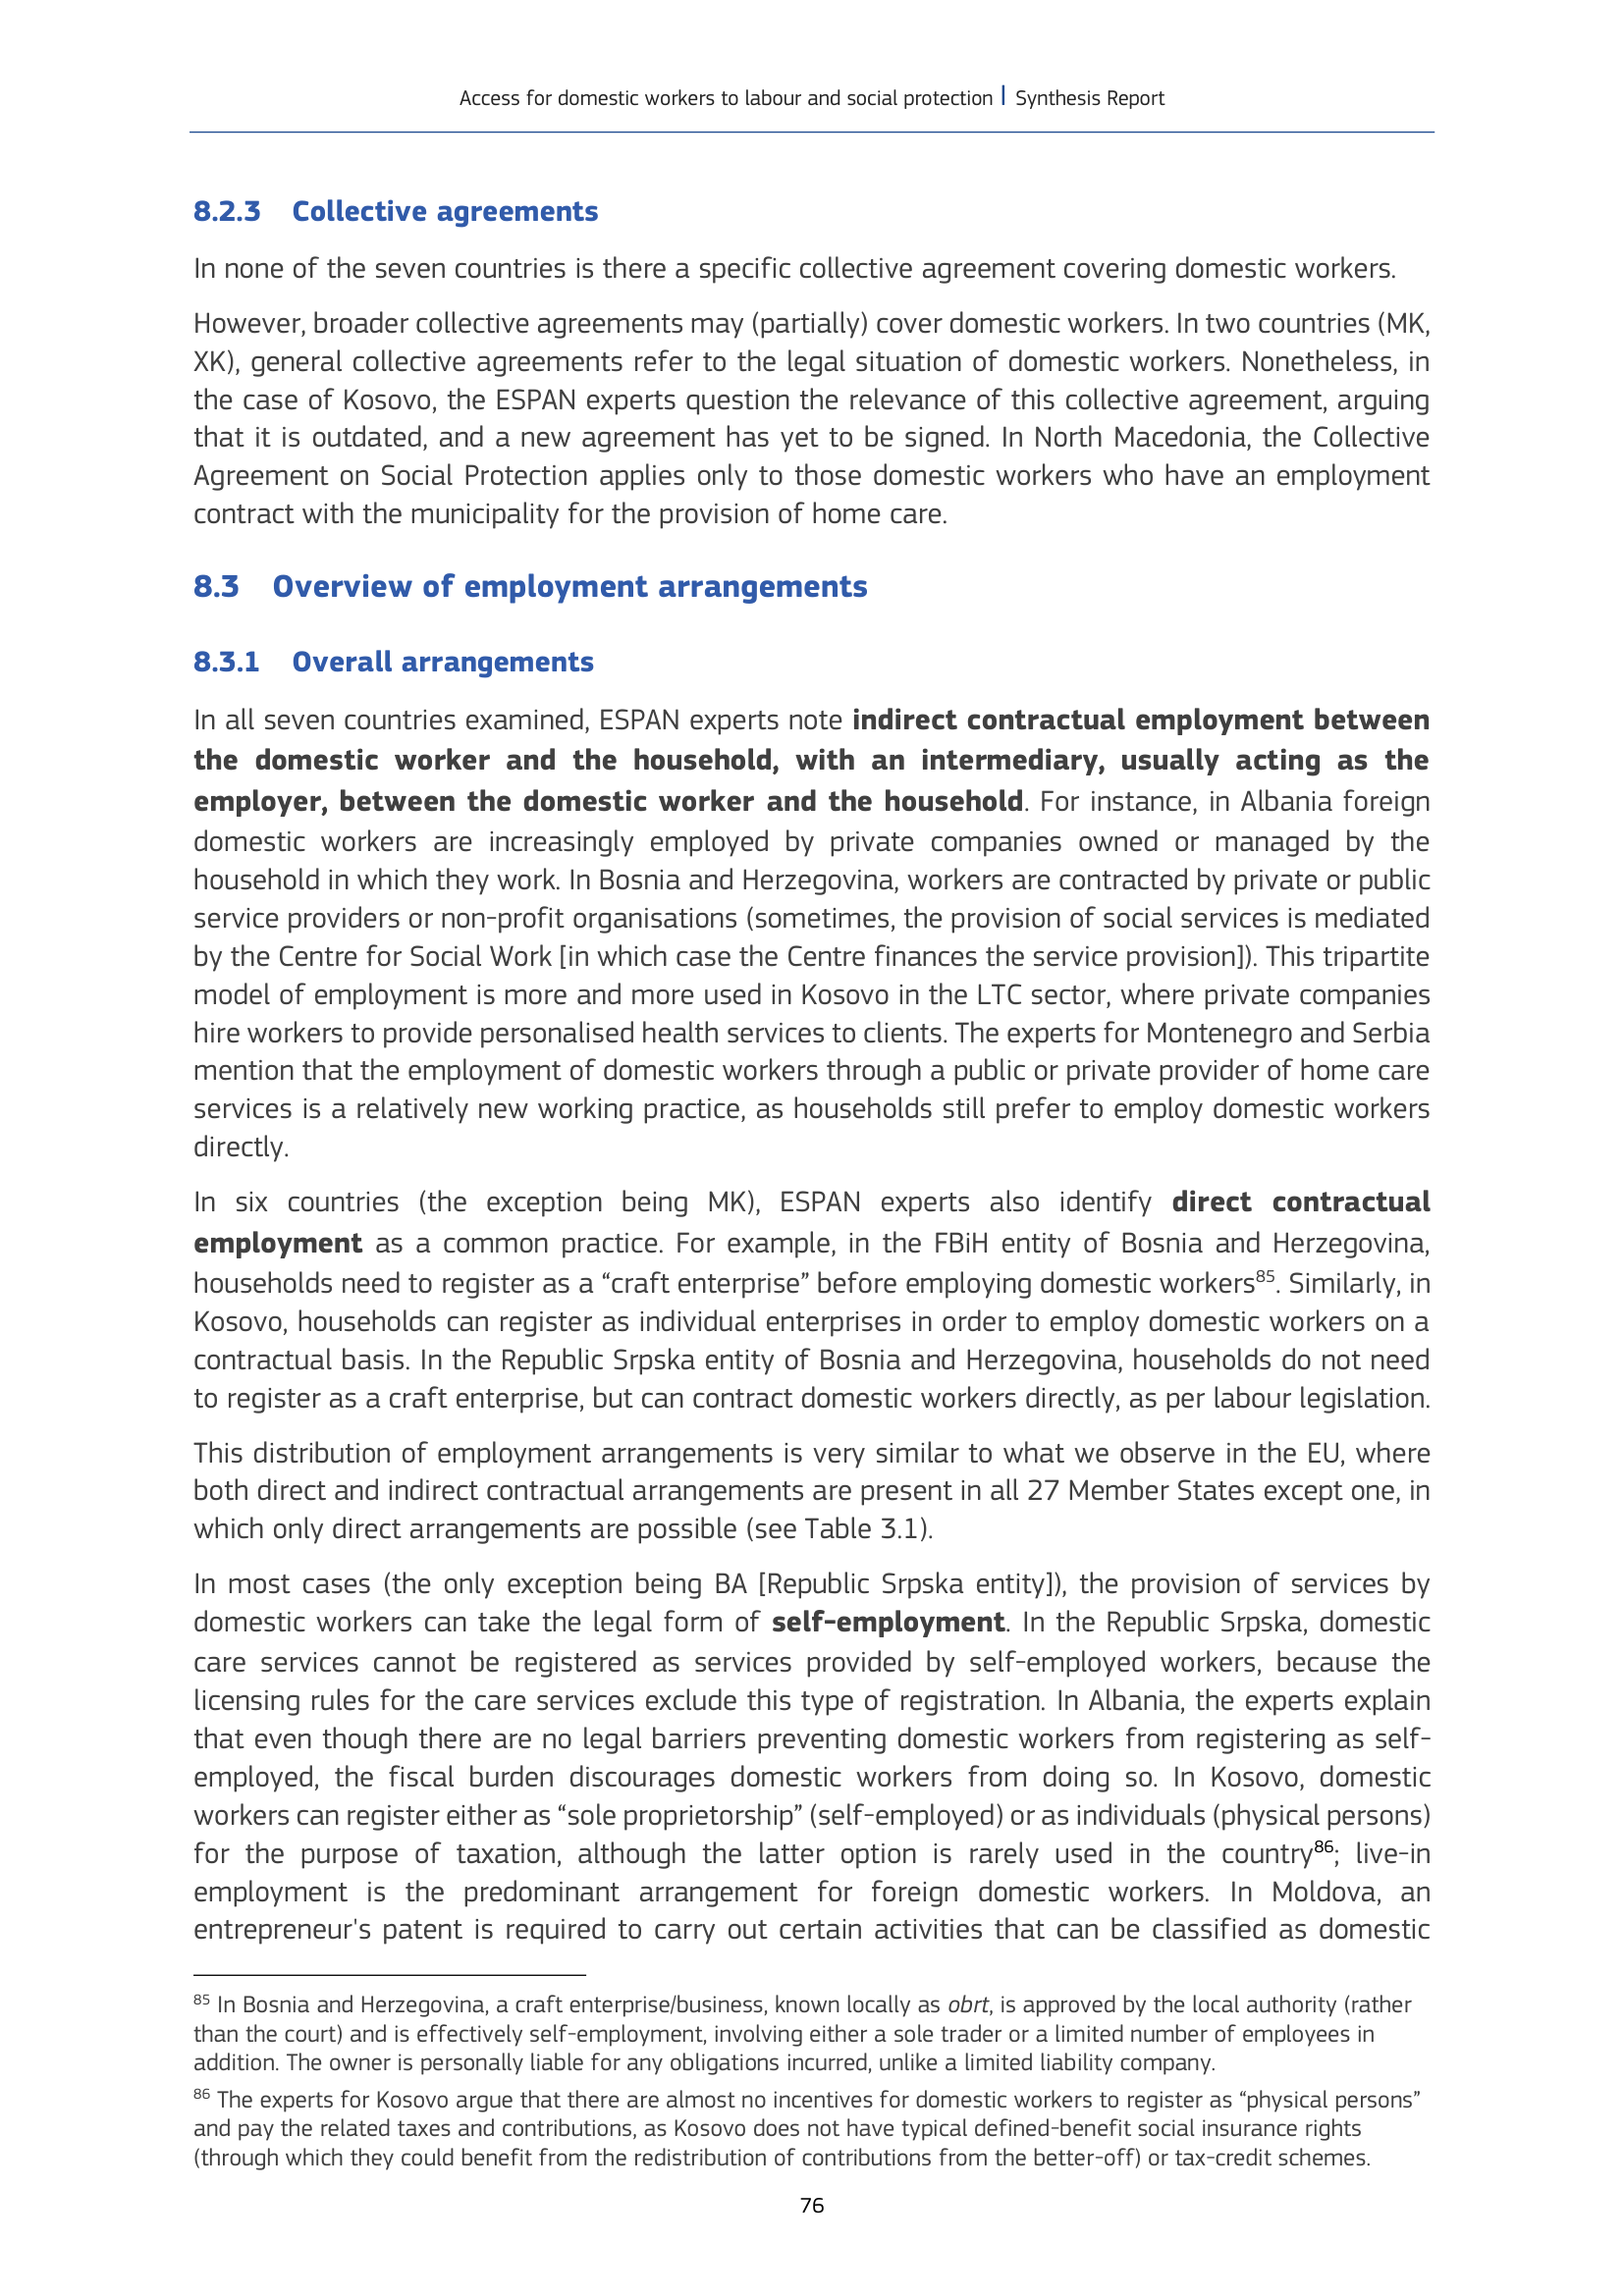 Access for domestic workers to labour and social protection | Synthesis Report
8.2.3 Collective agreements
In none of the seven countries is there a specific collective agreement covering domestic workers.
However, broader collective agreements may (partially) cover domestic workers. In two countries (MK,
XK), general collective agreements refer to the legal situation of domestic workers. Nonetheless, in
the case of Kosovo, the ESPAN experts question the relevance of this collective agreement, arguing
that it is outdated, and a new agreement has yet to be signed. In North Macedonia, the Collective
Agreement on Social Protection applies only to those domestic workers who have an employment
contract with the municipality for the provision of home care.
8.3 Overview of employment arrangements
8.3.1 Overall arrangements
In all seven countries examined, ESPAN experts note indirect contractual employment between
the domestic worker and the household, with an intermediary, usually acting as the
employer, between the domestic worker and the household. For instance, in Albania foreign
domestic workers are increasingly employed by private companies owned or managed by the
household in which they work. In Bosnia and Herzegovina, workers are contracted by private or public
service providers or non-profit organisations (sometimes, the provision of social services is mediated
by the Centre for Social Work [in which case the Centre finances the service provision]). This tripartite
model of employment is more and more used in Kosovo in the LTC sector, where private companies
hire workers to provide personalised health services to clients. The experts for Montenegro and Serbia
mention that the employment of domestic workers through a public or private provider of home care
services is a relatively new working practice, as households still prefer to employ domestic workers
directly.
In six countries (the exception being MK), ESPAN experts also identify direct contractual
employment as a common practice. For example, in the FBiH entity of Bosnia and Herzegovina,
households need to register as a “craft enterprise” before employing domestic workers85. Similarly, in
Kosovo, households can register as individual enterprises in order to employ domestic workers on a
contractual basis. In the Republic Srpska entity of Bosnia and Herzegovina, households do not need
to register as a craft enterprise, but can contract domestic workers directly, as per labour legislation.
This distribution of employment arrangements is very similar to what we observe in the EU, where
both direct and indirect contractual arrangements are present in all 27 Member States except one, in
which only direct arrangements are possible (see Table 3.1).
In most cases (the only exception being BA [Republic Srpska entity]), the provision of services by
domestic workers can take the legal form of self-employment. In the Republic Srpska, domestic
care services cannot be registered as services provided by self-employed workers, because the
licensing rules for the care services exclude this type of registration. In Albania, the experts explain
that even though there are no legal barriers preventing domestic workers from registering as self-
employed, the fiscal burden discourages domestic workers from doing so. In Kosovo, domestic
workers can register either as “sole proprietorship” (self-employed) or as individuals (physical persons)
for the purpose of taxation, although the latter option is rarely used in the country86; live-in
employment is the predominant arrangement for foreign domestic workers. In Moldova, an
entrepreneur's patent is required to carry out certain activities that can be classified as domestic
85 In Bosnia and Herzegovina, a craft enterprise/business, known locally as obrt, is approved by the local authority (rather
than the court) and is effectively self-employment, involving either a sole trader or a limited number of employees in
addition. The owner is personally liable for any obligations incurred, unlike a limited liability company.
86 The experts for Kosovo argue that there are almost no incentives for domestic workers to register as “physical persons”
and pay the related taxes and contributions, as Kosovo does not have typical defined-benefit social insurance rights
(through which they could benefit from the redistribution of contributions from the better-off) or tax-credit schemes.
76